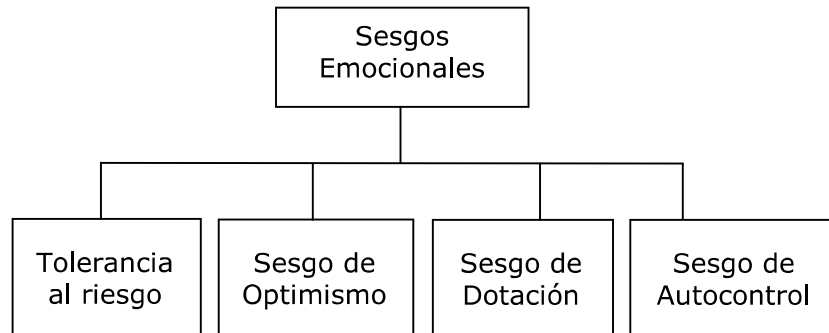 Sesgos
Emocionales
Tolerancia
al riesgo
Sesgo de
Optimismo
Sesgo de
Dotación
Sesgo de
Autocontrol